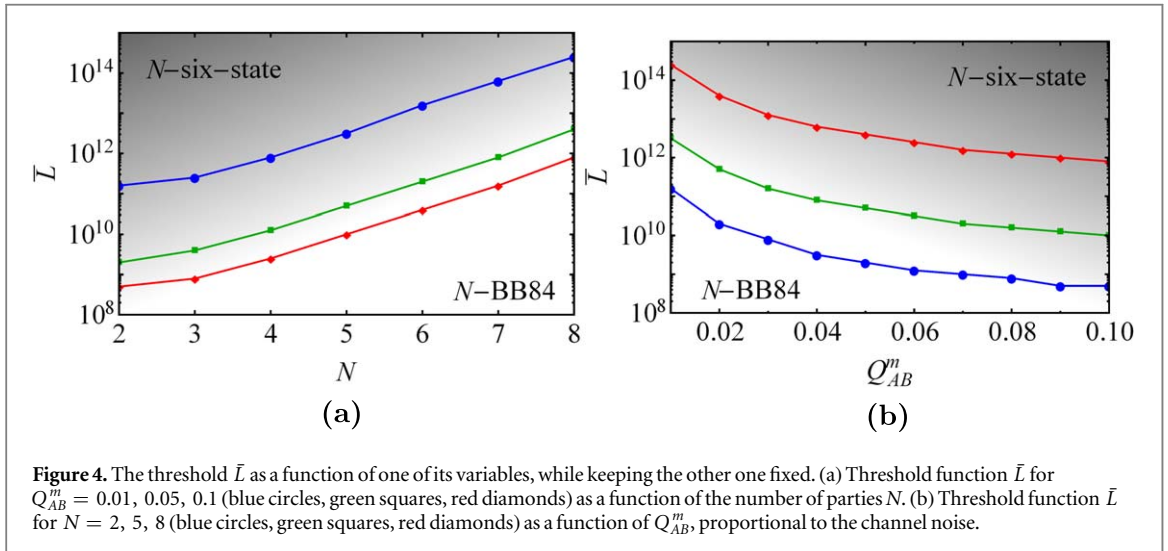 10^14
10^12
10^10
10^8
L̄
N−six−state
N−BB84
2 3 4 5 6 7 8
N
(a)
10^14
10^12
10^10
10^8
L̄
N−six−state
N−BB84
0.02 0.04 0.06 0.08 0.10
Q^m_AB
(b)
Figure 4. The threshold L̄ as a function of one of its variables, while keeping the other one fixed. (a) Threshold function L̄ for
Q^m_AB = 0.01, 0.05, 0.1 (blue circles, green squares, red diamonds) as a function of the number of parties N. (b) Threshold function L̄
for N = 2, 5, 8 (blue circles, green squares, red diamonds) as a function of Q^m_AB, proportional to the channel noise.